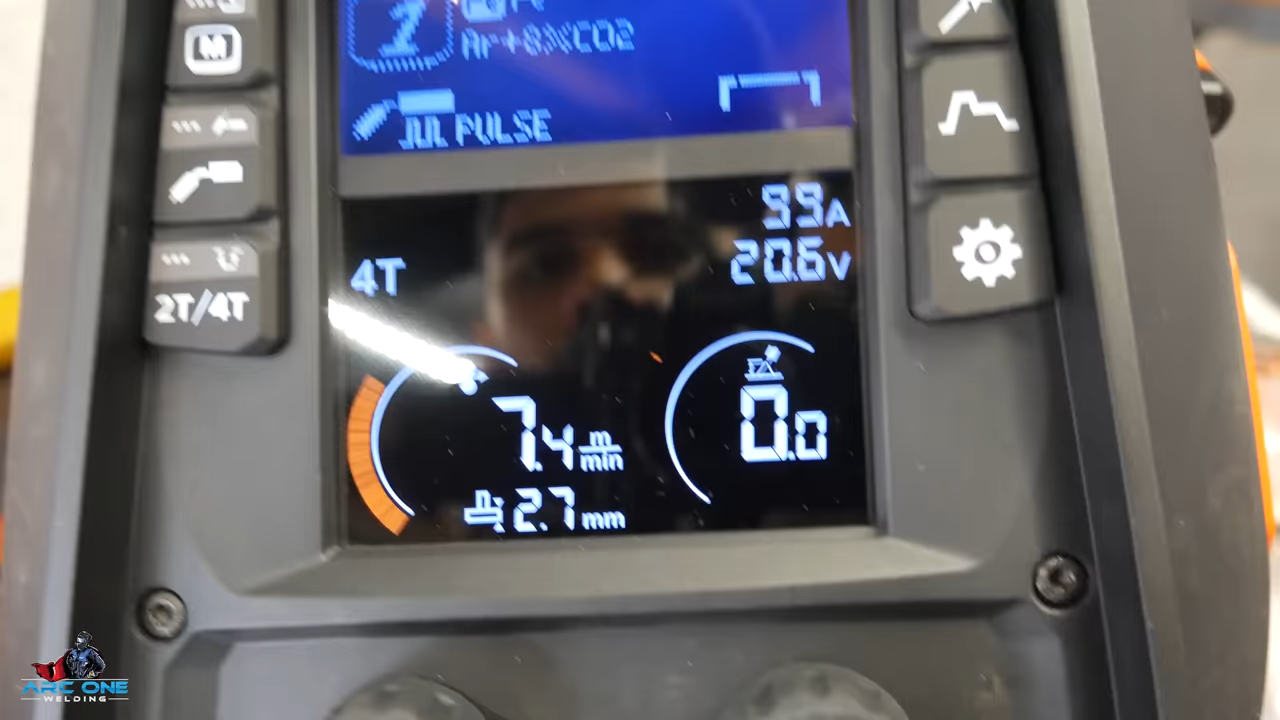 M
Ar+8%CO2
PULSE
99A
20.6V
4T
2T/4T
7.4 m/min
0.0
2.7 mm
ARC ONE
WELDING